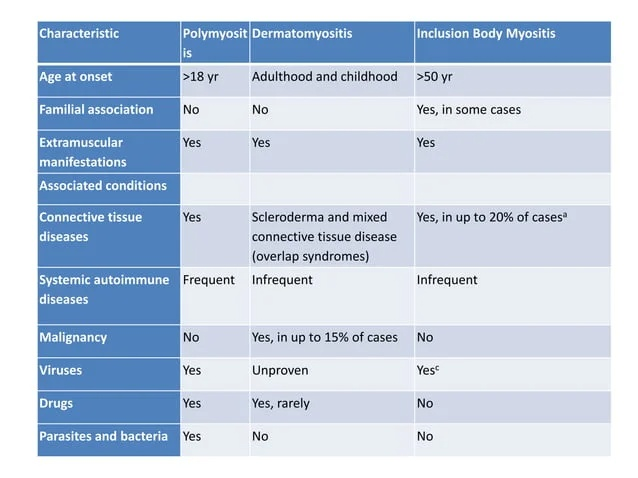 Characteristic Polymyosit Dermatomyositis Inclusion Body Myositis
is
Age at onset >18 yr Adulthood and childhood >50 yr
Familial association No No Yes, in some cases
Extramuscular Yes Yes Yes
manifestations
Associated conditions
Connective tissue Yes Scleroderma and mixed Yes, in up to 20% of casesᵃ
diseases connective tissue disease
(overlap syndromes)
Systemic autoimmune Frequent Infrequent Infrequent
diseases
Malignancy No Yes, in up to 15% of cases No
Viruses Yes Unproven Yesᶜ
Drugs Yes Yes, rarely No
Parasites and bacteria Yes No No